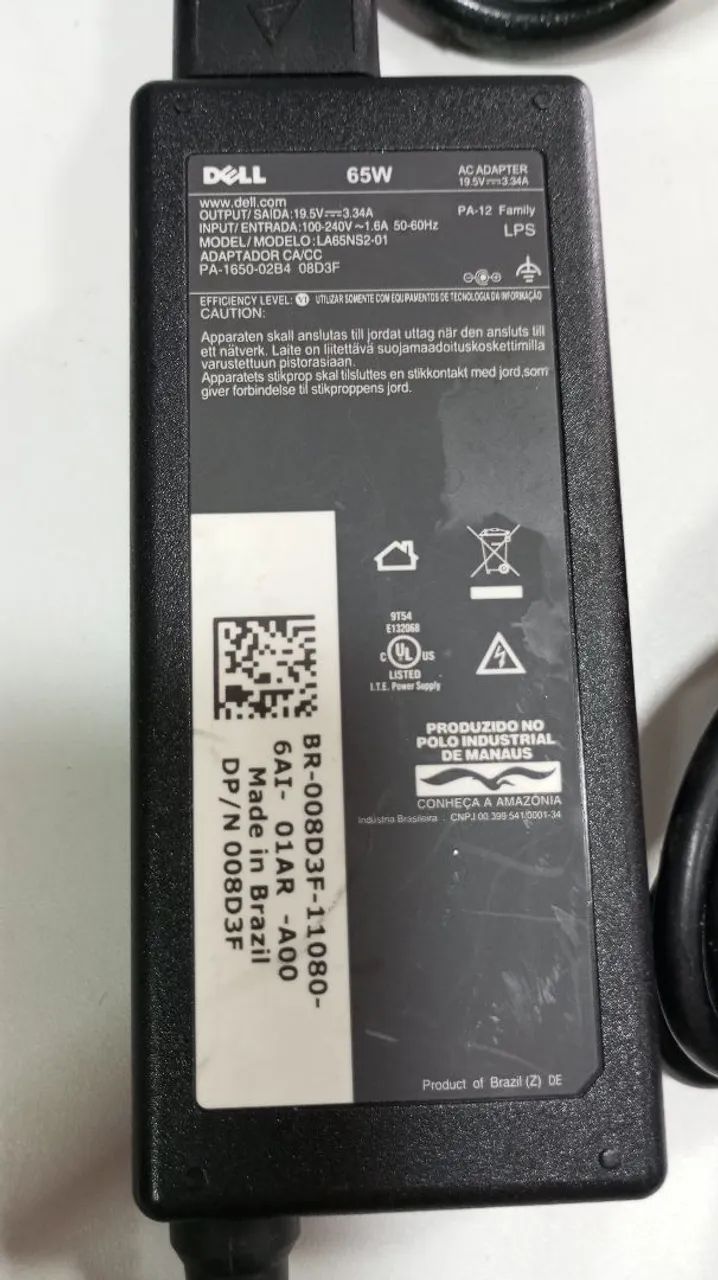 DELL
65W
AC ADAPTER
19.5V⎓3.34A
www.dell.com
OUTPUT/ SAÍDA:19.5V⎓3.34A
INPUT/ ENTRADA:100-240V ~1.6A 50-60Hz
MODEL/ MODELO:LA65NS2-01
ADAPTADOR CA/CC
PA-1650-02B4 08D3F
PA-12 Family
LPS
EFFICIENCY LEVEL: VI UTILIZAR SOMENTE COM EQUIPAMENTOS DE TECNOLOGIA DA INFORMAÇÃO
CAUTION:
Apparaten skall anslutas till jordat uttag när den ansluts till
ett nätverk. Laite on liitettävä suojamaadoituskoskettimilla
varustettuun pistorasiaan.
Apparatets stikprop skal tilsluttes en stikkontakt med jord,som
giver forbindelse til stikproppens jord.
9T54
E132068
C UL US
LISTED
I.T.E. Power Supply
PRODUZIDO NO
POLO INDUSTRIAL
DE MANAUS
CONHEÇA A AMAZÔNIA
Indústria Brasileira CNPJ 00.399.541/0001-34
BR-008D3F-11080-
6AI- 01AR -A00
Made in Brazil
DP/N 008D3F
Product of Brazil (Z) DE